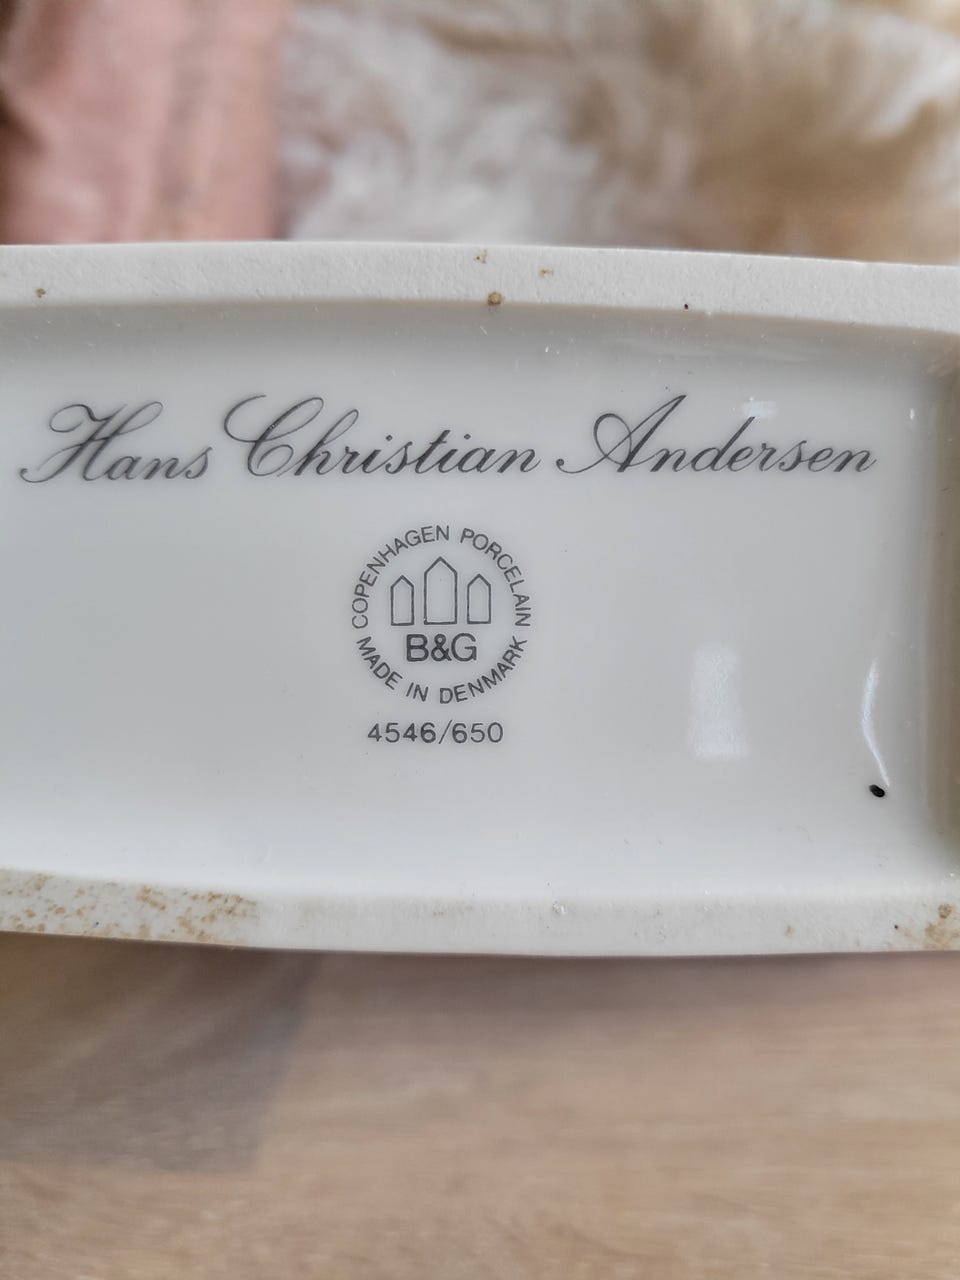 Hans Christian Andersen
COPENHAGEN PORCELAIN
B&G
MADE IN DENMARK
4546/650